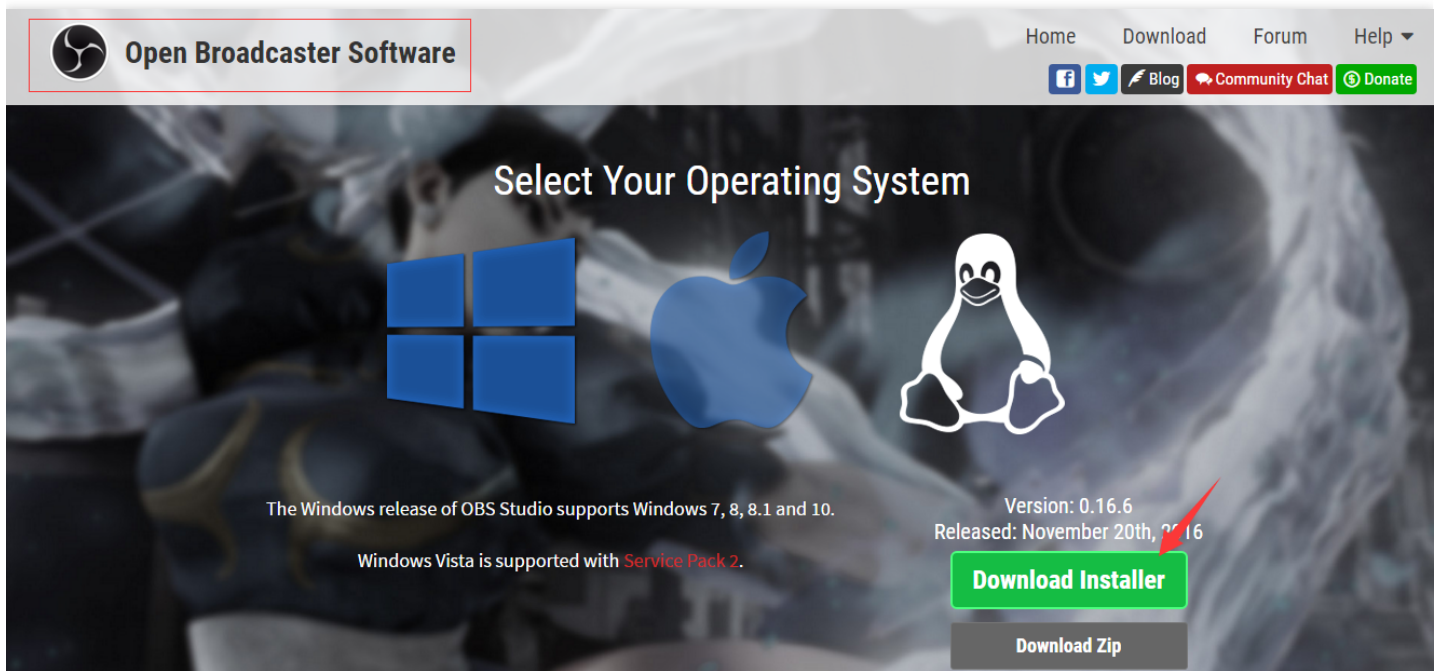 Open Broadcaster Software
Home Download Forum Help
Blog Community Chat Donate
Select Your Operating System
The Windows release of OBS Studio supports Windows 7, 8, 8.1 and 10.
Windows Vista is supported with Service Pack 2.
Version: 0.16.6
Released: November 20th, 2016
Download Installer
Download Zip